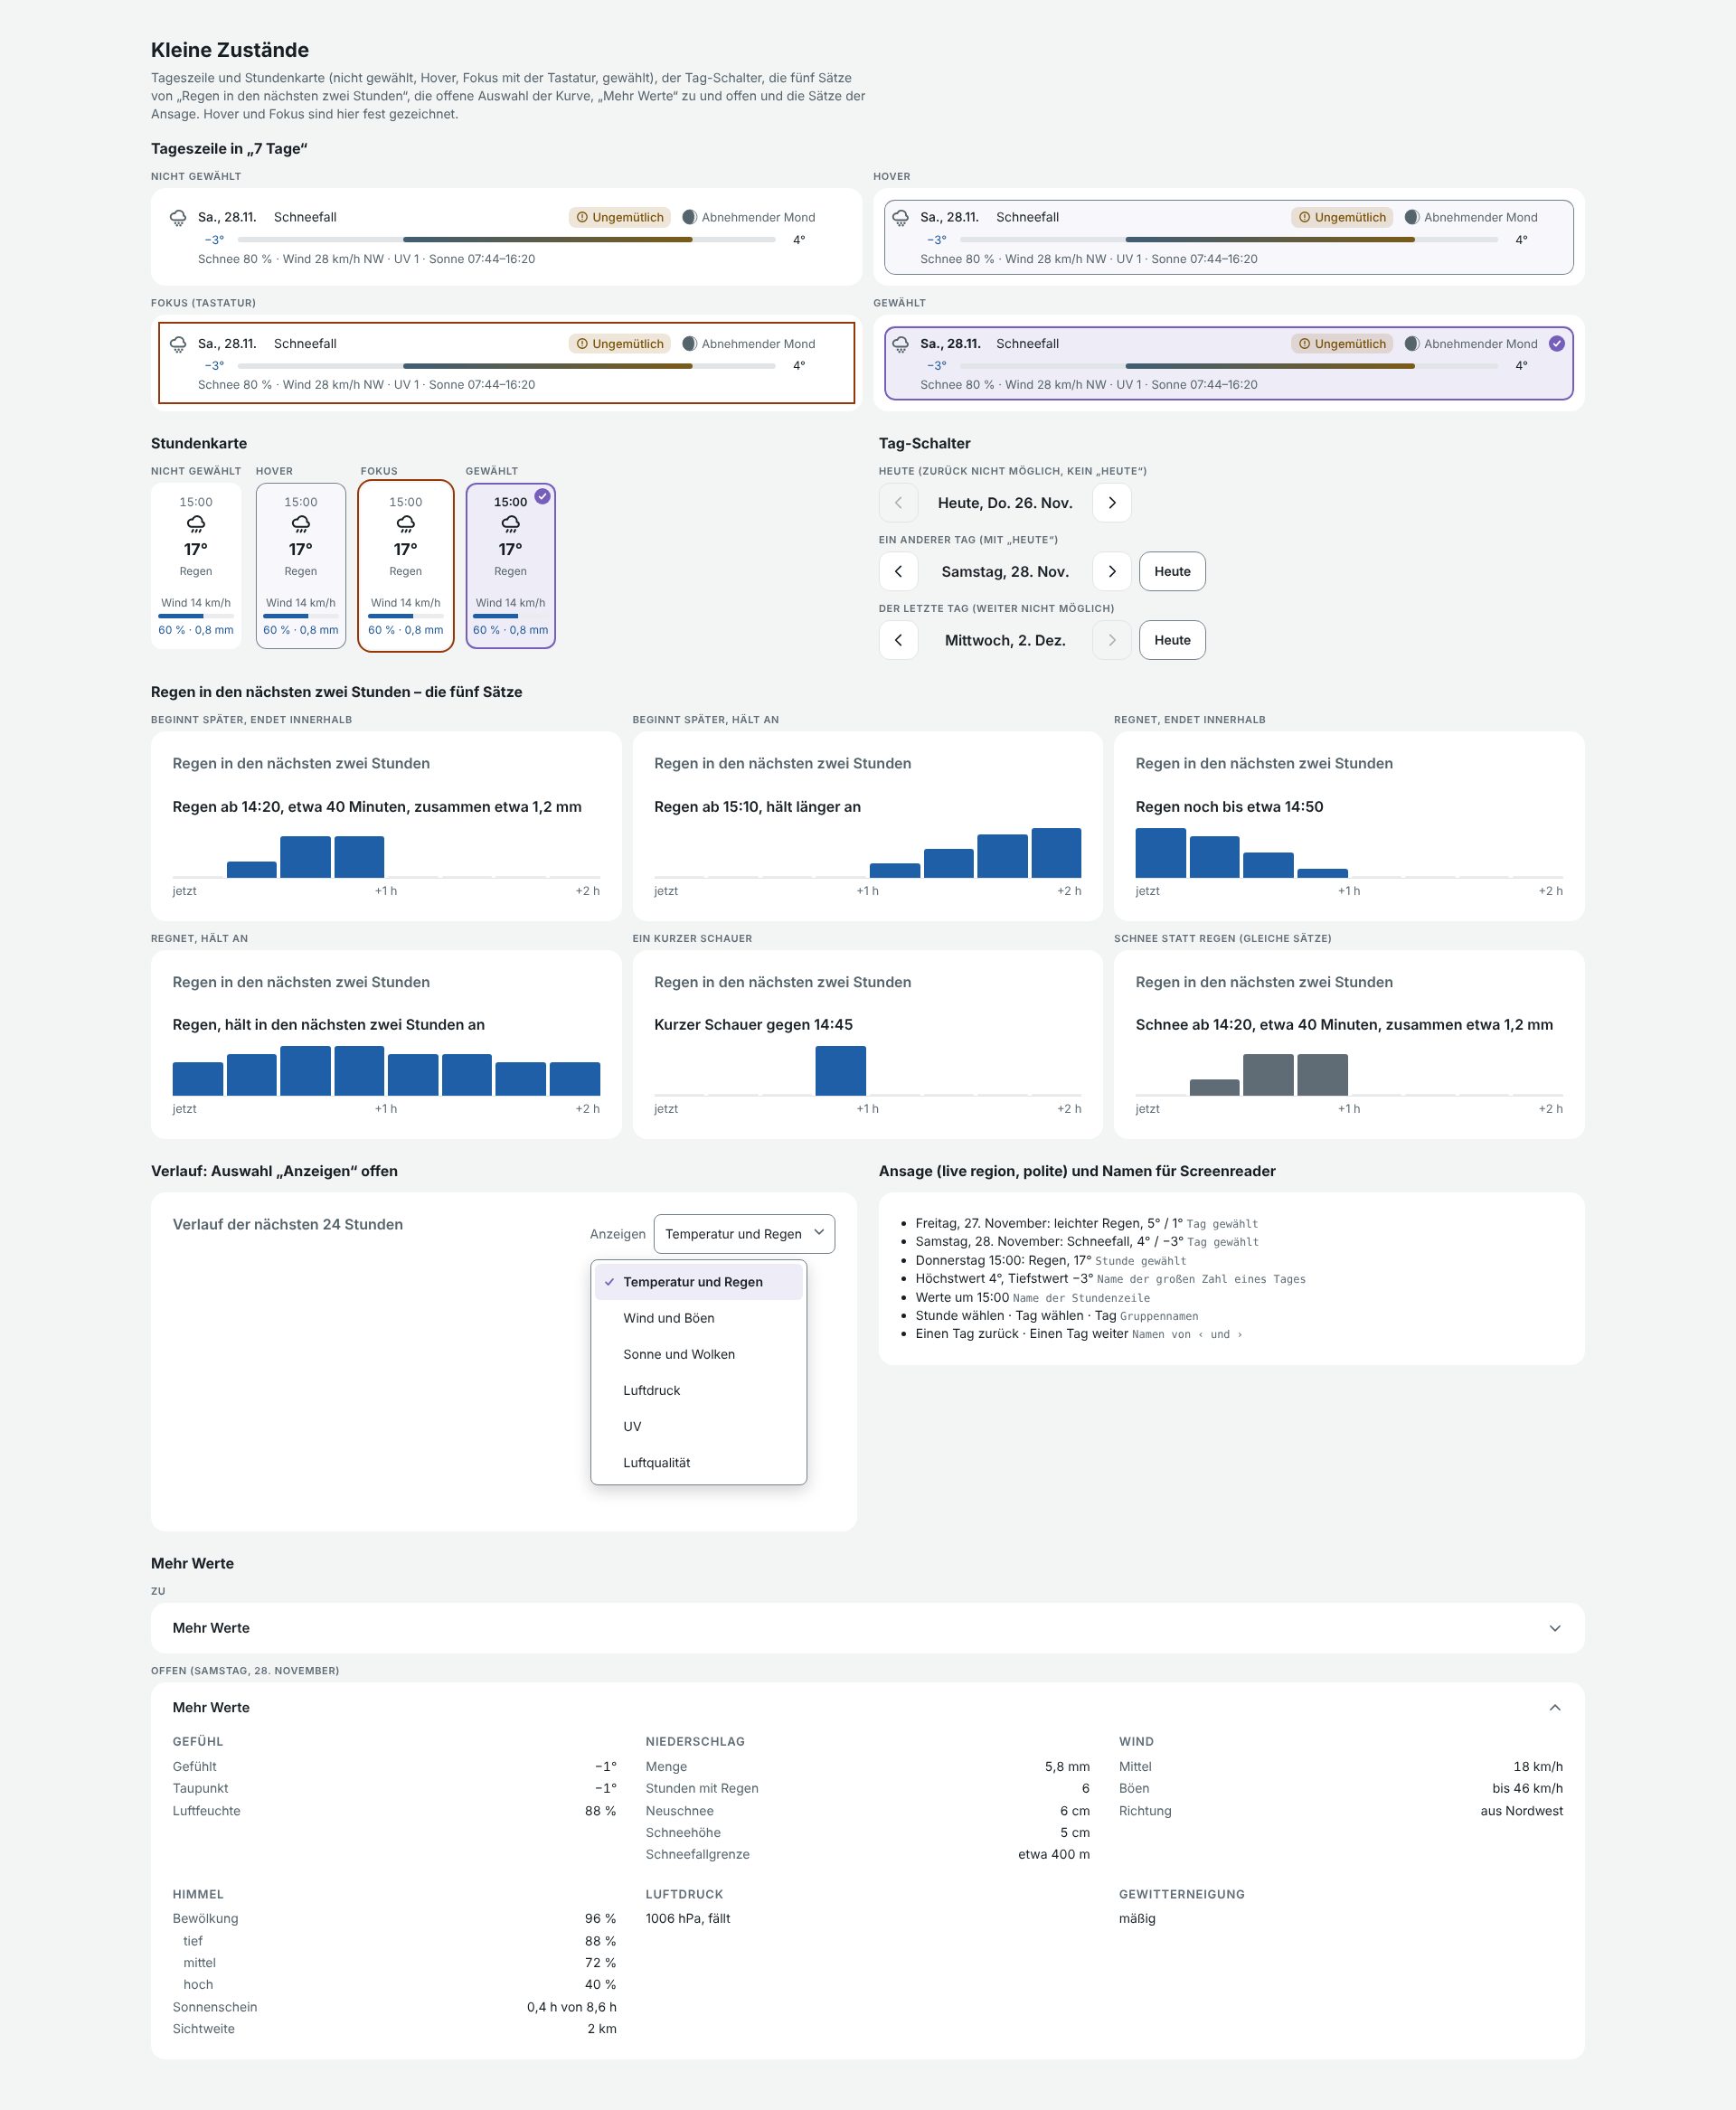 Kleine Zustände
Tageszeile und Stundenkarte (nicht gewählt, Hover, Fokus mit der Tastatur, gewählt), der Tag-Schalter, die fünf Sätze
von „Regen in den nächsten zwei Stunden“, die offene Auswahl der Kurve, „Mehr Werte“ zu und offen und die Sätze der
Ansage. Hover und Fokus sind hier fest gezeichnet.
Tageszeile in „7 Tage“
NICHT GEWÄHLT
Sa., 28.11. Schneefall Ungemütlich Abnehmender Mond
−3° 4°
Schnee 80 % · Wind 28 km/h NW · UV 1 · Sonne 07:44–16:20
HOVER
Sa., 28.11. Schneefall Ungemütlich Abnehmender Mond
−3° 4°
Schnee 80 % · Wind 28 km/h NW · UV 1 · Sonne 07:44–16:20
FOKUS (TASTATUR)
Sa., 28.11. Schneefall Ungemütlich Abnehmender Mond
−3° 4°
Schnee 80 % · Wind 28 km/h NW · UV 1 · Sonne 07:44–16:20
GEWÄHLT
Sa., 28.11. Schneefall Ungemütlich Abnehmender Mond
−3° 4°
Schnee 80 % · Wind 28 km/h NW · UV 1 · Sonne 07:44–16:20
Stundenkarte
NICHT GEWÄHLT
15:00
17°
Regen
Wind 14 km/h
60 % · 0,8 mm
HOVER
15:00
17°
Regen
Wind 14 km/h
60 % · 0,8 mm
FOKUS
15:00
17°
Regen
Wind 14 km/h
60 % · 0,8 mm
GEWÄHLT
15:00
17°
Regen
Wind 14 km/h
60 % · 0,8 mm
Tag-Schalter
HEUTE (ZURÜCK NICHT MÖGLICH, KEIN „HEUTE“)
Heute, Do. 26. Nov.
EIN ANDERER TAG (MIT „HEUTE“)
Samstag, 28. Nov. Heute
DER LETZTE TAG (WEITER NICHT MÖGLICH)
Mittwoch, 2. Dez. Heute
Regen in den nächsten zwei Stunden – die fünf Sätze
BEGINNT SPÄTER, ENDET INNERHALB
Regen in den nächsten zwei Stunden
Regen ab 14:20, etwa 40 Minuten, zusammen etwa 1,2 mm
jetzt +1 h +2 h
BEGINNT SPÄTER, HÄLT AN
Regen in den nächsten zwei Stunden
Regen ab 15:10, hält länger an
jetzt +1 h +2 h
REGNET, ENDET INNERHALB
Regen in den nächsten zwei Stunden
Regen noch bis etwa 14:50
jetzt +1 h +2 h
REGNET, HÄLT AN
Regen in den nächsten zwei Stunden
Regen, hält in den nächsten zwei Stunden an
jetzt +1 h +2 h
EIN KURZER SCHAUER
Regen in den nächsten zwei Stunden
Kurzer Schauer gegen 14:45
jetzt +1 h +2 h
SCHNEE STATT REGEN (GLEICHE SÄTZE)
Regen in den nächsten zwei Stunden
Schnee ab 14:20, etwa 40 Minuten, zusammen etwa 1,2 mm
jetzt +1 h +2 h
Verlauf: Auswahl „Anzeigen“ offen
Verlauf der nächsten 24 Stunden
Anzeigen Temperatur und Regen
Temperatur und Regen
Wind und Böen
Sonne und Wolken
Luftdruck
UV
Luftqualität
Ansage (live region, polite) und Namen für Screenreader
• Freitag, 27. November: leichter Regen, 5° / 1° Tag gewählt
• Samstag, 28. November: Schneefall, 4° / −3° Tag gewählt
• Donnerstag 15:00: Regen, 17° Stunde gewählt
• Höchstwert 4°, Tiefstwert −3° Name der großen Zahl eines Tages
• Werte um 15:00 Name der Stundenzeile
• Stunde wählen · Tag wählen · Tag Gruppennamen
• Einen Tag zurück · Einen Tag weiter Namen von ‹ und ›
Mehr Werte
ZU
Mehr Werte
OFFEN (SAMSTAG, 28. NOVEMBER)
Mehr Werte
GEFÜHL
Gefühlt −1°
Taupunkt −1°
Luftfeuchte 88 %
NIEDERSCHLAG
Menge 5,8 mm
Stunden mit Regen 6
Neuschnee 6 cm
Schneehöhe 5 cm
Schneefallgrenze etwa 400 m
WIND
Mittel 18 km/h
Böen bis 46 km/h
Richtung aus Nordwest
HIMMEL
Bewölkung 96 %
tief 88 %
mittel 72 %
hoch 40 %
Sonnenschein 0,4 h von 8,6 h
Sichtweite 2 km
LUFTDRUCK
1006 hPa, fällt
GEWITTERNEIGUNG
mäßig